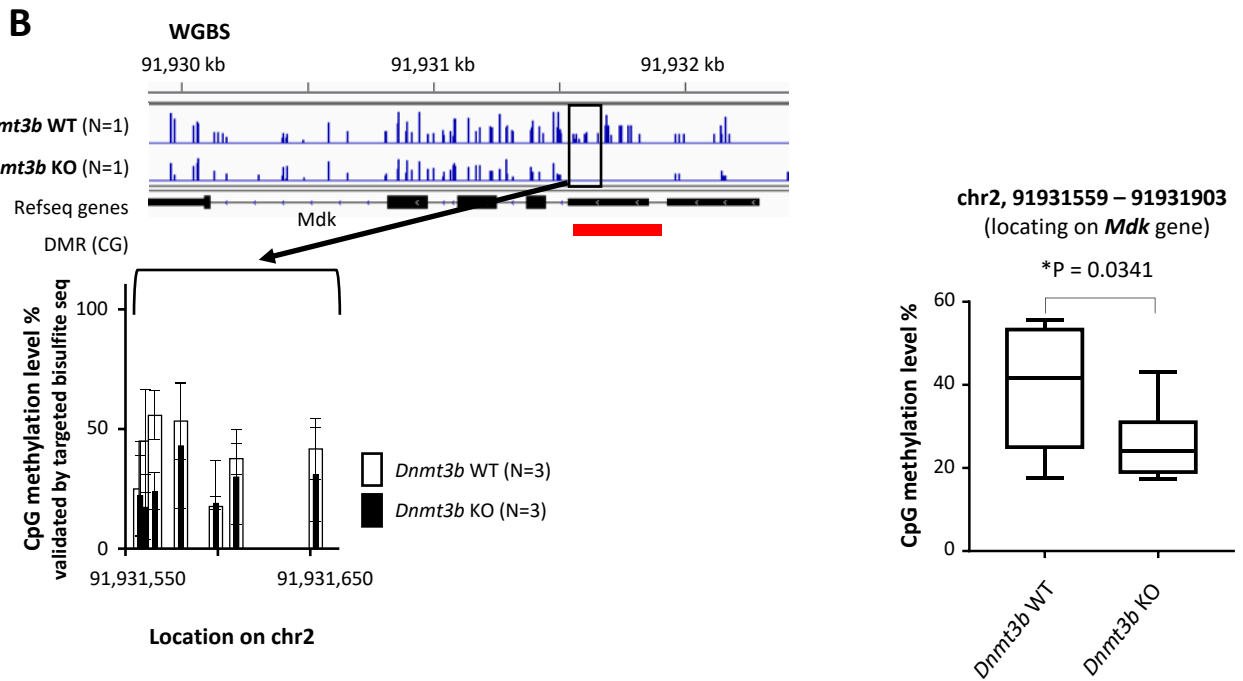 B
WGBS
91,930 kb 91,931 kb 91,932 kb
mt3b WT (N=1)
mt3b KO (N=1)
Refseq genes
Mdk
DMR (CG)
CpG methylation level %
validated by targeted bisulfite seq
100
50
0
91,931,550 91,931,650
Location on chr2
Dnmt3b WT (N=3)
Dnmt3b KO (N=3)
chr2, 91931559 – 91931903
(locating on Mdk gene)
*P = 0.0341
CpG methylation level %
60
40
20
0
Dnmt3b WT
Dnmt3b KO